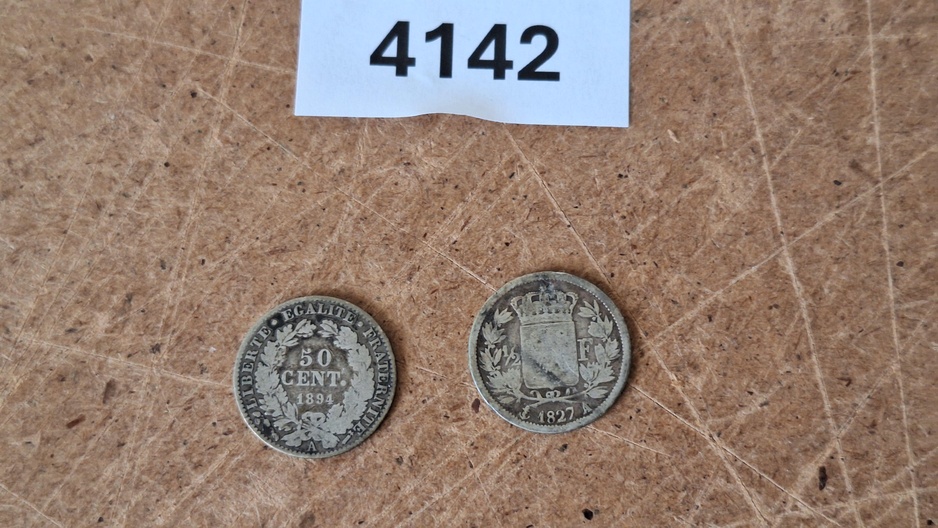 4142
LIBERTE · EGALITE · FRATERNITE
50
CENT.
1894
A
½ F
1827 A